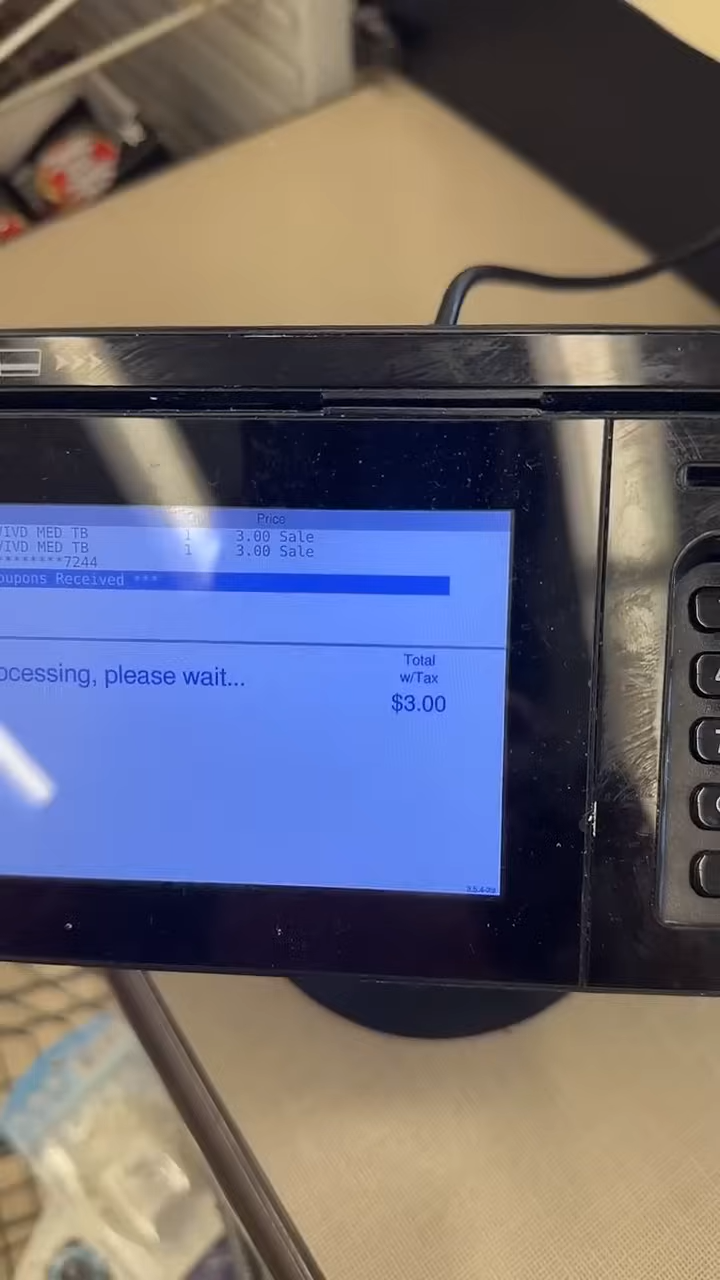 Price
VIVD MED TB 1 3.00 Sale
VIVD MED TB 1 3.00 Sale
********7244
oupons Received ***
ocessing, please wait...
Total
w/Tax
$3.00